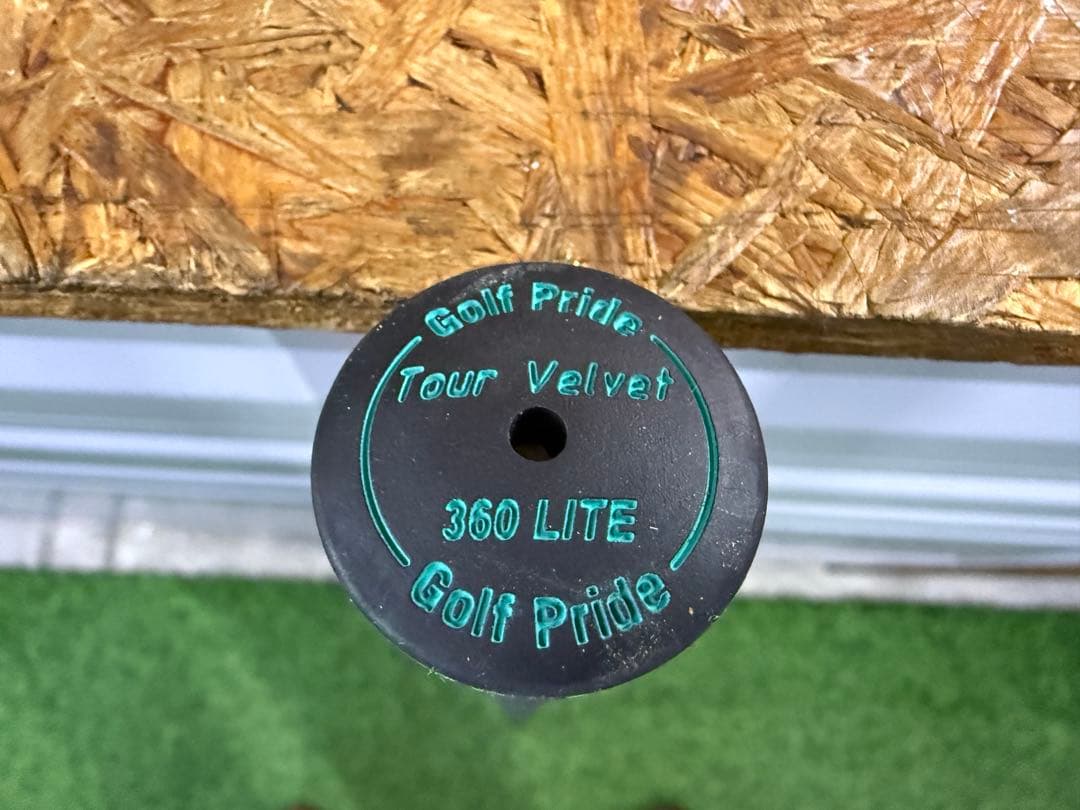 Golf Pride
Tour Velvet
360 LITE
Golf Pride